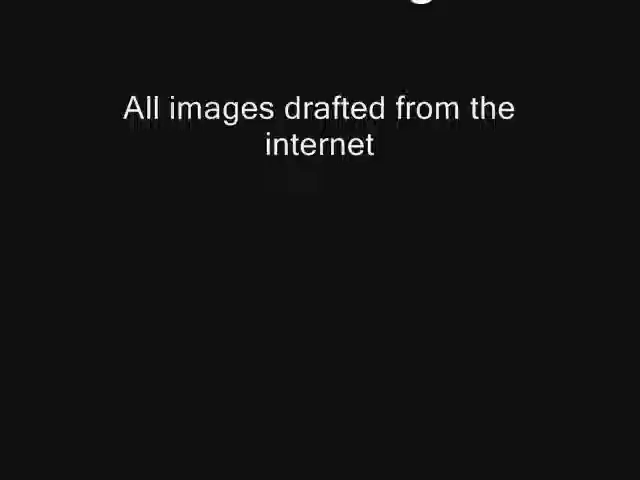 All images drafted from the
internet